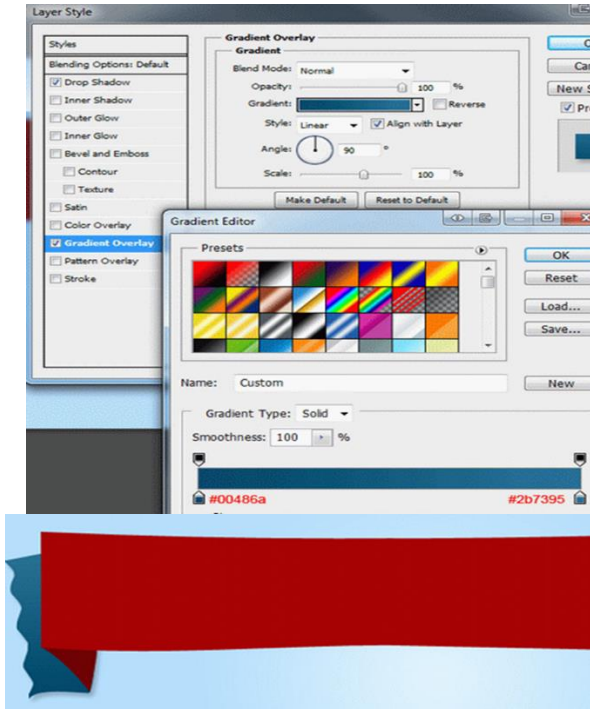 Layer Style
Styles
Blending Options: Default
Drop Shadow
Inner Shadow
Outer Glow
Inner Glow
Bevel and Emboss
Contour
Texture
Satin
Color Overlay
Gradient Overlay
Pattern Overlay
Stroke
Gradient Overlay
Gradient
Blend Mode: Normal
Opacity: 100 %
Gradient: Reverse
Style: Linear Align with Layer
Angle: 90 °
Scale: 100 %
Make Default Reset to Default
New S
Gradient Editor
Presets
OK
Reset
Load...
Save...
Name: Custom
New
Gradient Type: Solid
Smoothness: 100 %
#00486a #2b7395